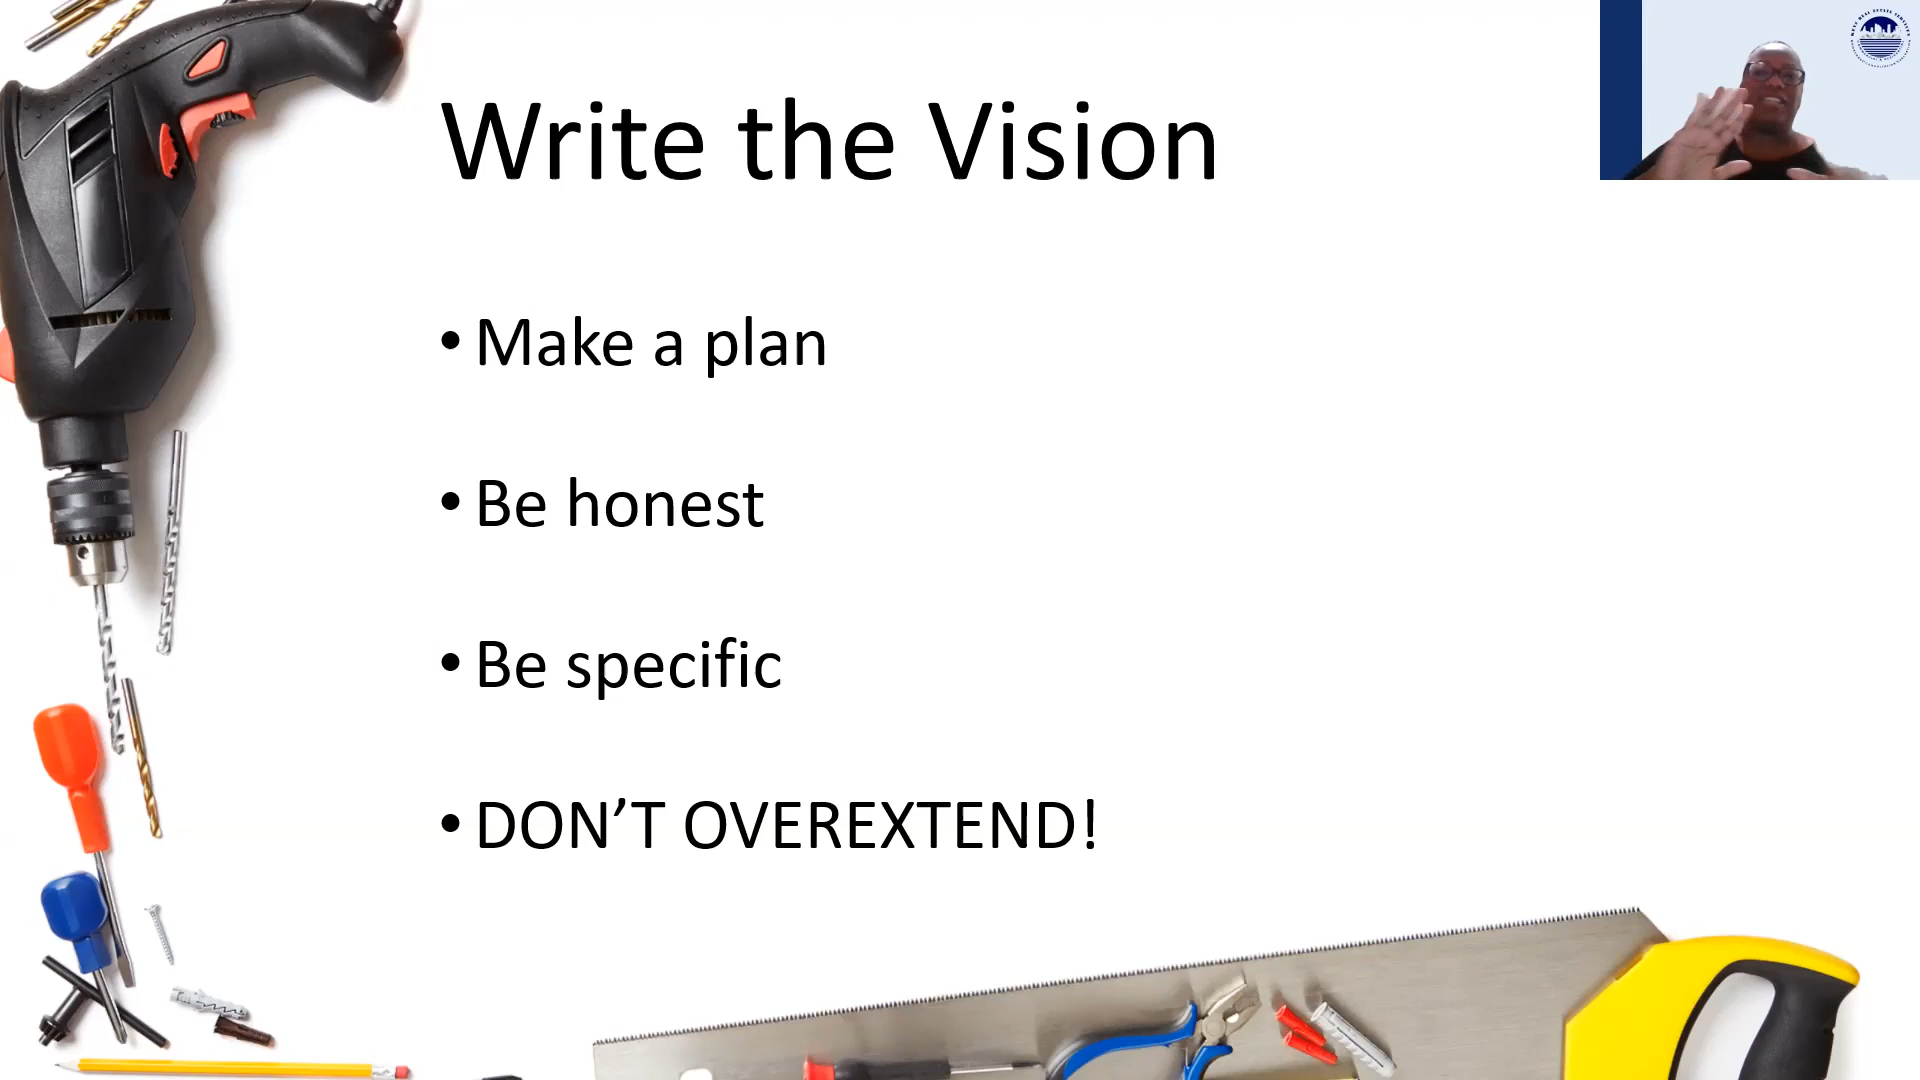 Write the Vision
• Make a plan
• Be honest
• Be specific
• DON’T OVEREXTEND!